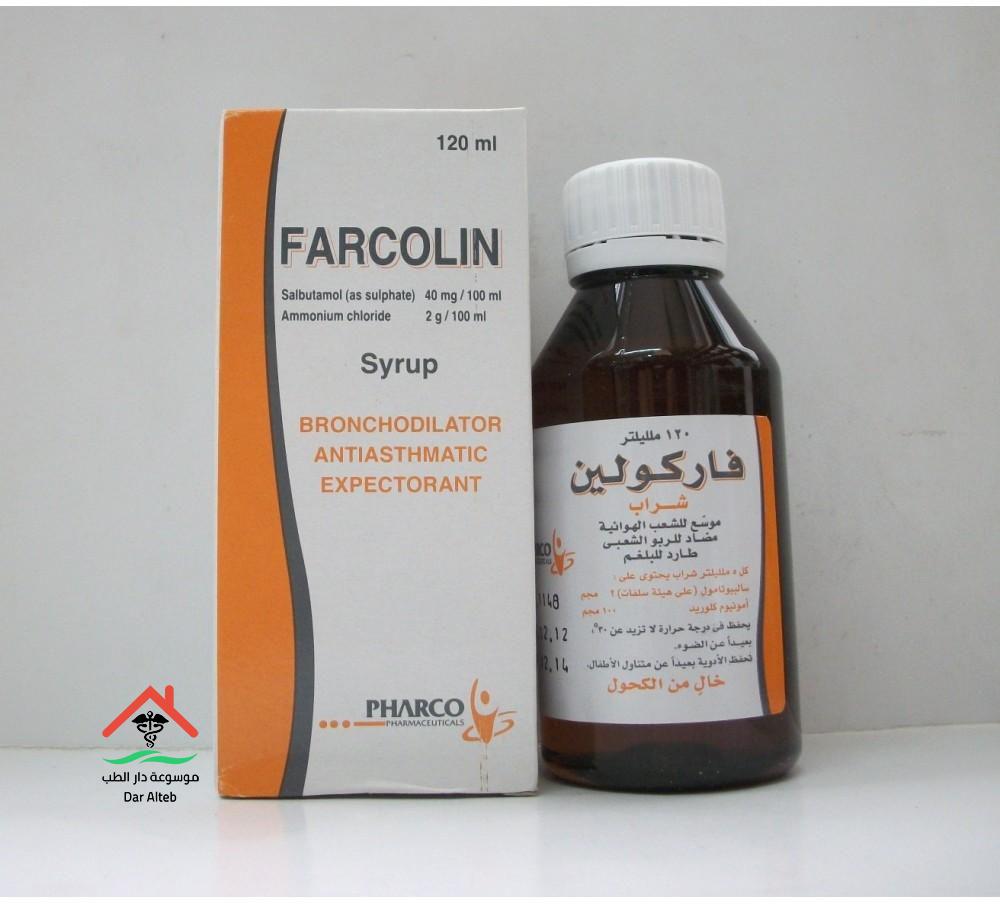 120 ml
FARCOLIN
Salbutamol (as sulphate) 40 mg / 100 ml
Ammonium chloride 2 g / 100 ml
Syrup
BRONCHODILATOR
ANTIASTHMATIC
EXPECTORANT
PHARCO
PHARMACEUTICALS
١٢٠ ملليلتر
فاركولين
شراب
موسّع للشعب الهوائية
مضاد للربو الشعبى
طارد للبلغم
كل ٥ ملليلتر شراب يحتوى على :
سالبيوتامول (على هيئة سلفات) ٢ مجم
أمونيوم كلوريد ١٠٠ مجم
يحفظ فى درجة حرارة لا تزيد عن ٣٠°،
بعيداً عن الضوء.
تحفظ الأدوية بعيداً عن متناول الأطفال.
خالِ من الكحول
موسوعة دار الطب
Dar Alteb